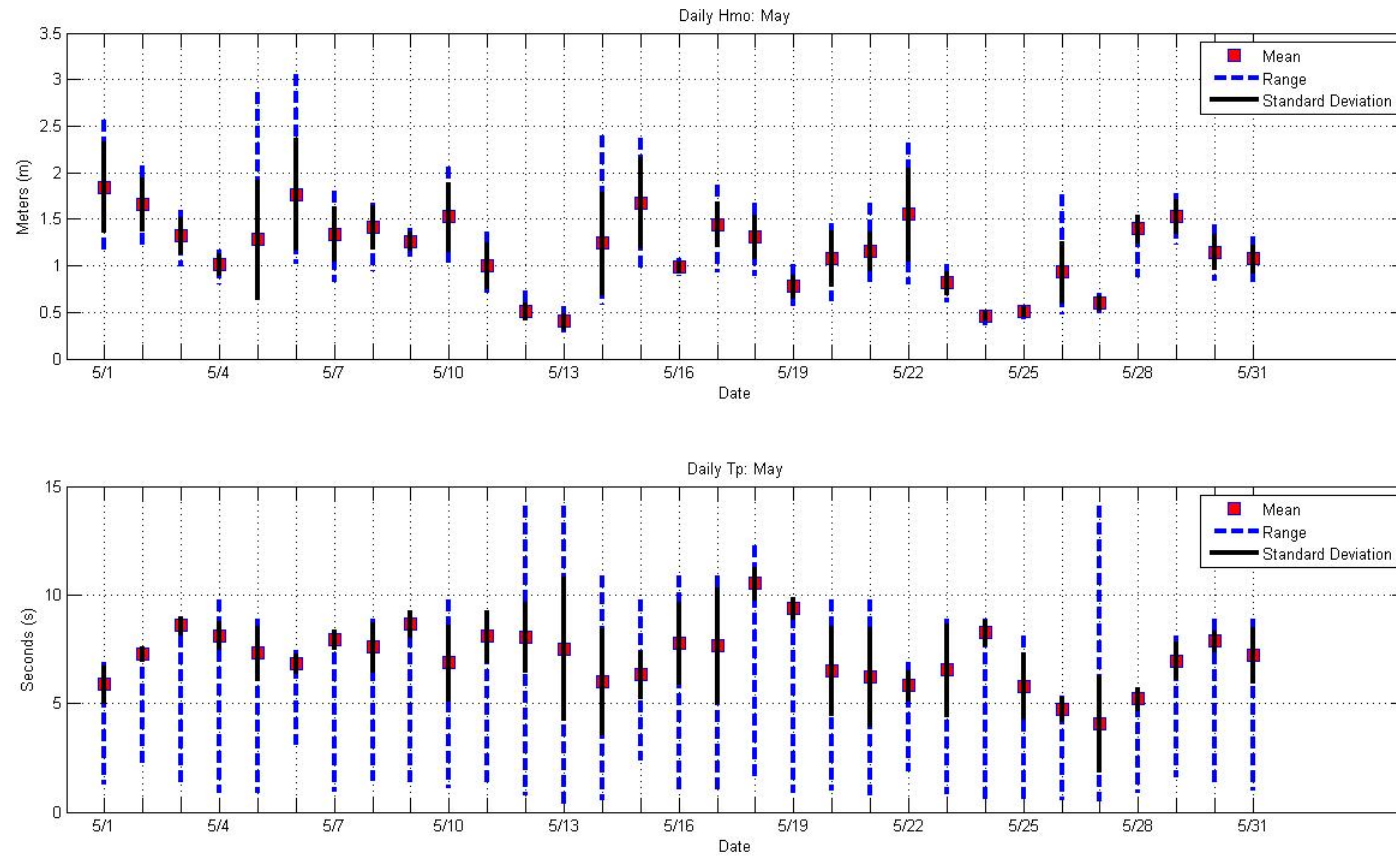 Daily Hmo: May
3.5
3
2.5
2
1.5
1
0.5
0
Meters (m)
Mean
Range
Standard Deviation
5/1 5/4 5/7 5/10 5/13 5/16 5/19 5/22 5/25 5/28 5/31
Date
Daily Tp: May
15
10
5
0
Seconds (s)
Mean
Range
Standard Deviation
5/1 5/4 5/7 5/10 5/13 5/16 5/19 5/22 5/25 5/28 5/31
Date